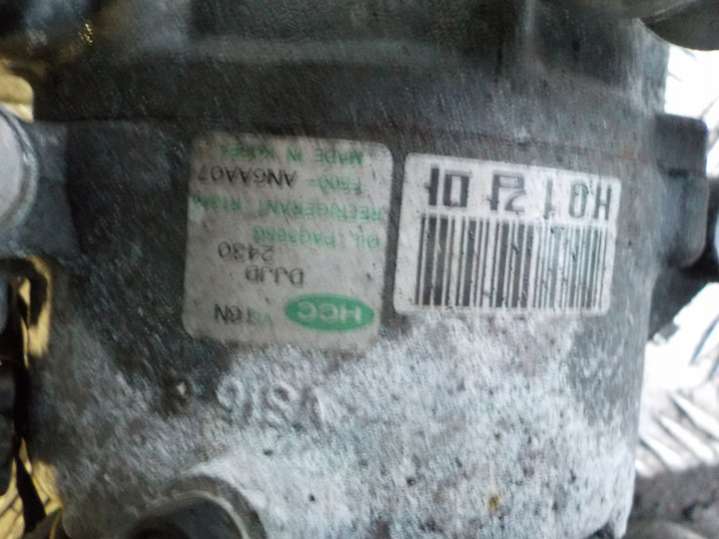 HCC VS16N
DJJD
2430
REFRIGERANT R134a
F500-AN6AA07
MADE IN KOREA
VS16